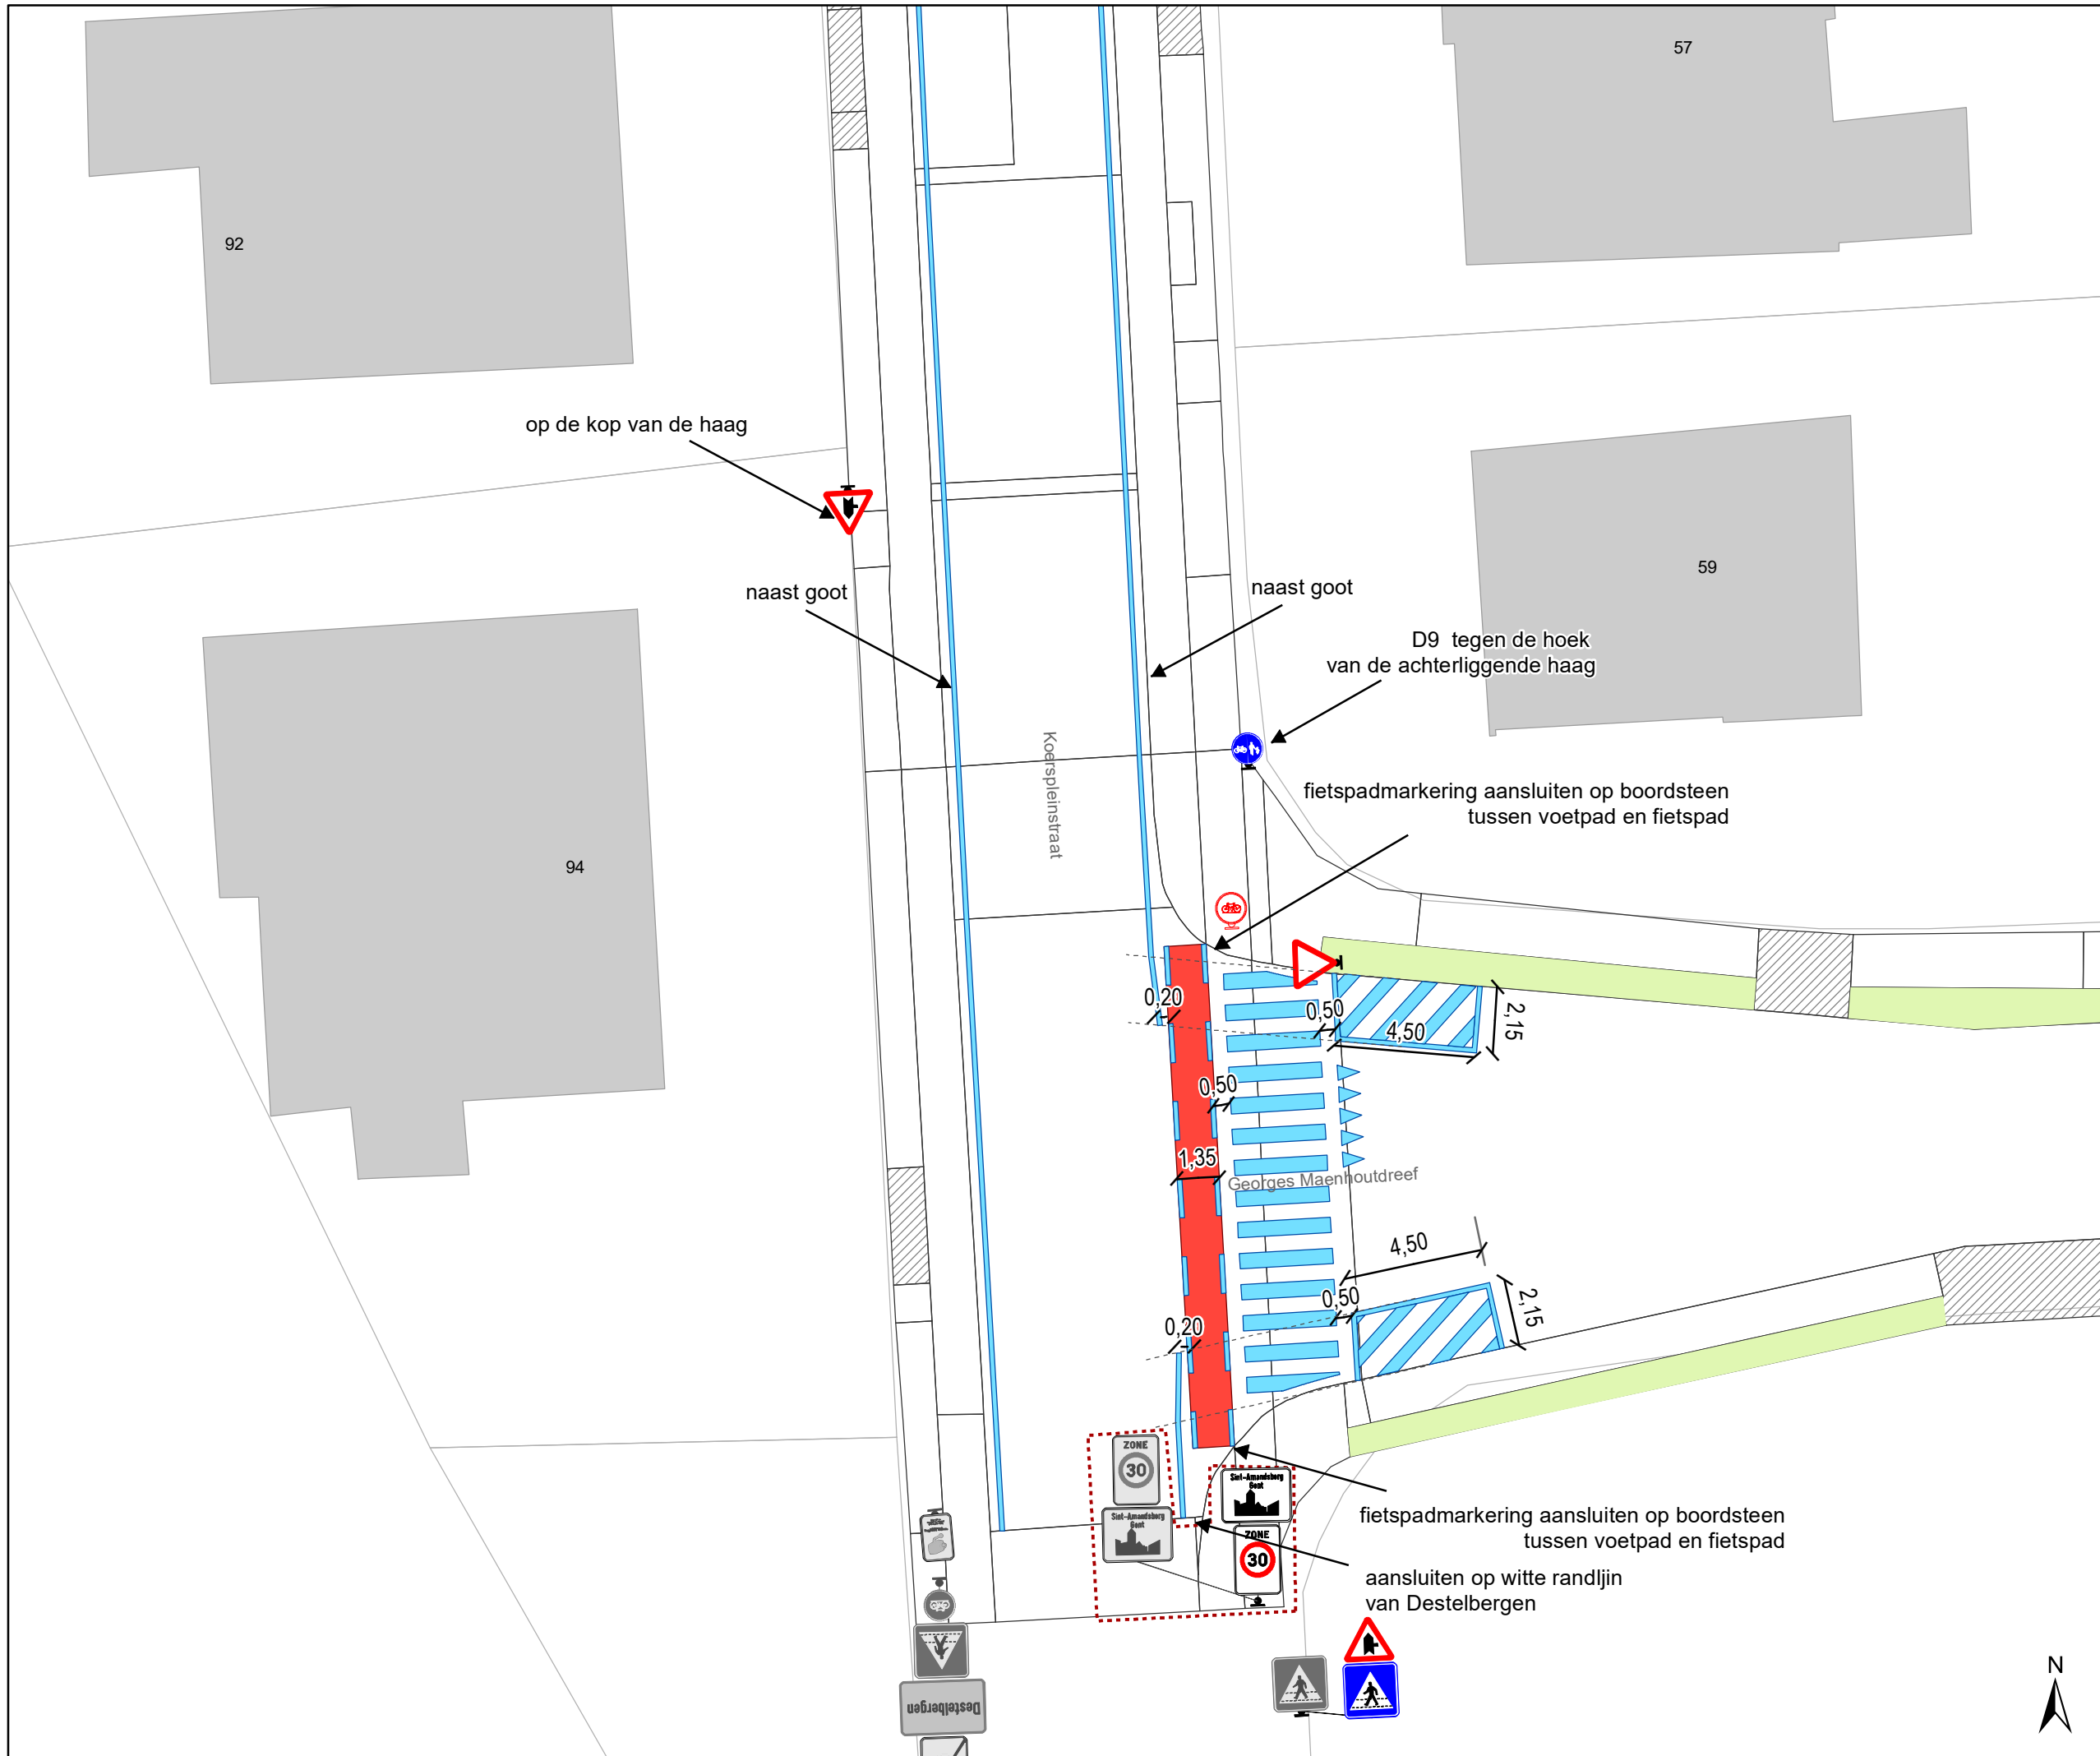 57
92
op de kop van de haag
naast goot
naast goot
59
D9 tegen de hoek
van de achterliggende haag
Koerspleinstraat
fietspadmarkering aansluiten op boordsteen
tussen voetpad en fietspad
94
0,20
0,50
4,50
2,15
0,50
1,35
Georges Maenhoutdreef
4,50
0,50
2,15
0,20
ZONE
30
Sint-Amandsberg
Gent
Sint-Amandsberg
Gent
ZONE
30
fietspadmarkering aansluiten op boordsteen
tussen voetpad en fietspad
aansluiten op witte randljin
van Destelbergen
Destelbergen
N